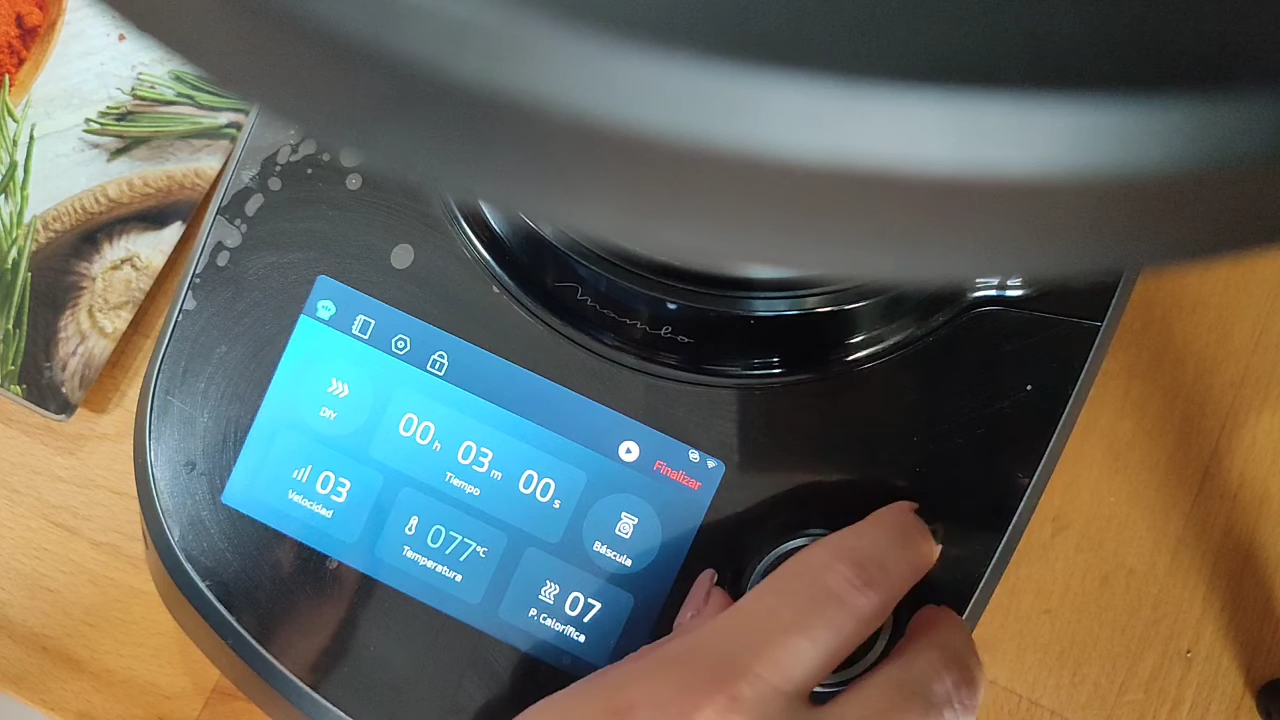 mambo
Finalizar
DIY
00h 03m 00s
Tiempo
Báscula
03
Velocidad
077°C
Temperatura
07
P. Calorífica